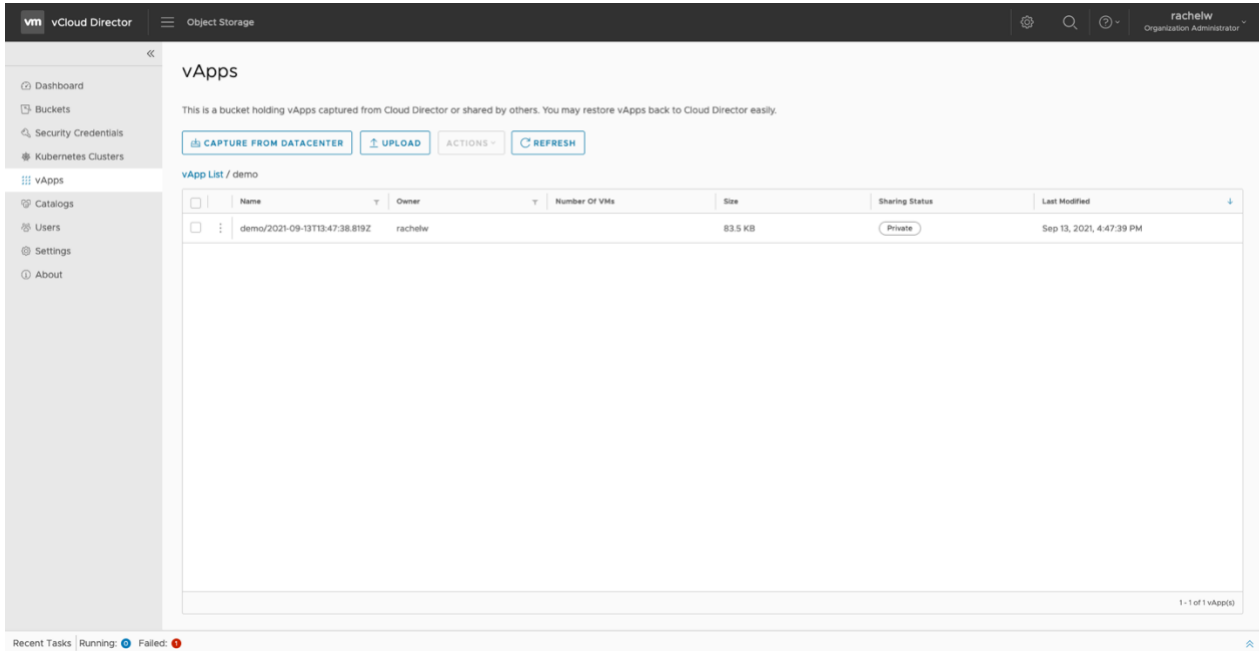 vm vCloud Director Object Storage rachelw
Organization Administrator
Dashboard
Buckets
Security Credentials
Kubernetes Clusters
vApps
Catalogs
Users
Settings
About
vApps
This is a bucket holding vApps captured from Cloud Director or shared by others. You may restore vApps back to Cloud Director easily.
CAPTURE FROM DATACENTER UPLOAD ACTIONS REFRESH
vApp List / demo
Name Owner Number Of VMs Size Sharing Status Last Modified
demo/2021-09-13T13:47:38.819Z rachelw 83.5 KB Private Sep 13, 2021, 4:47:39 PM
1 - 1 of 1 vApp(s)
Recent Tasks Running: 0 Failed: 1